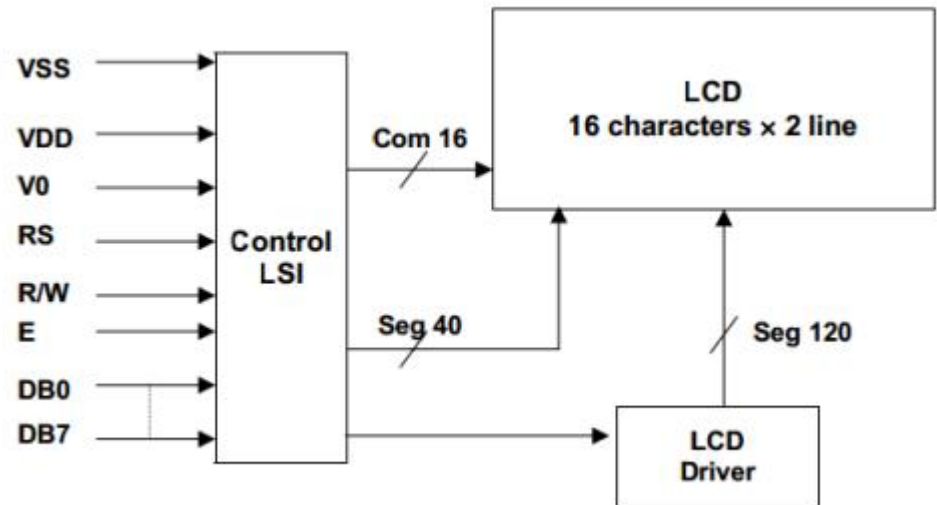 VSS
VDD
V0
RS
R/W
E
DB0
DB7
Control
LSI
Com 16
Seg 40
LCD
16 characters × 2 line
Seg 120
LCD
Driver